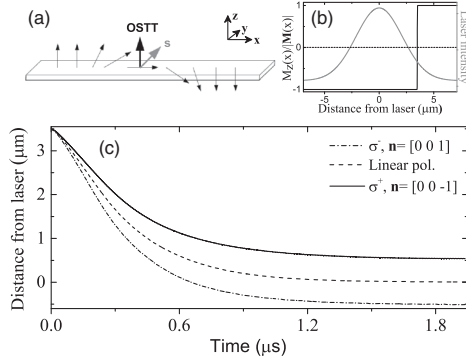 (a)
OSTT
s
z
y
x
(b)
M_Z(x)/|M(x)|
1
0
-1
-5
0
5
Distance from laser (μm)
Laser intensity
(c)
σ⁻, n= [0 0 1]
Linear pol.
σ⁺, n= [0 0 -1]
Distance from laser (μm)
3
2
1
0
0.0
0.6
1.2
1.8
Time (μs)